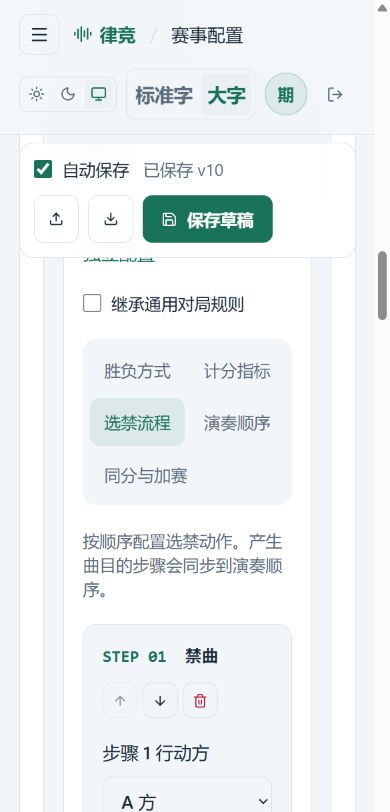 律竞 / 赛事配置
标准字 大字 期
自动保存 已保存 v10
保存草稿
独立配置
继承通用对局规则
胜负方式 计分指标
选禁流程 演奏顺序
同分与加赛
按顺序配置选禁动作。产生
曲目的步骤会同步到演奏顺
序。
STEP 01 禁曲
步骤 1 行动方
A 方